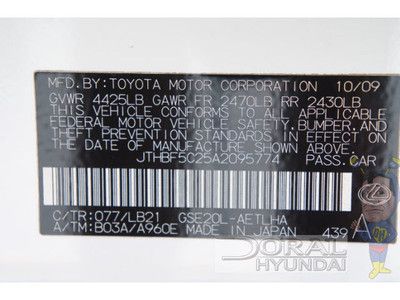 MFD.BY:TOYOTA MOTOR CORPORATION 10/09
GVWR 4425LB GAWR FR 2470LB RR 2430LB
THIS VEHICLE CONFORMS TO ALL APPLICABLE
FEDERAL MOTOR VEHICLE SAFETY,BUMPER,AND
THEFT PREVENTION STANDARDS IN EFFECT ON
THE DATE OF MANUFACTURE SHOWN ABOVE.
JTHBF5C25A2095774 PASS.CAR
C/TR:077/LB21 GSE20L-AETLHA
A/TM:B03A/A960E MADE IN JAPAN 439
DORAL
HYUNDAI